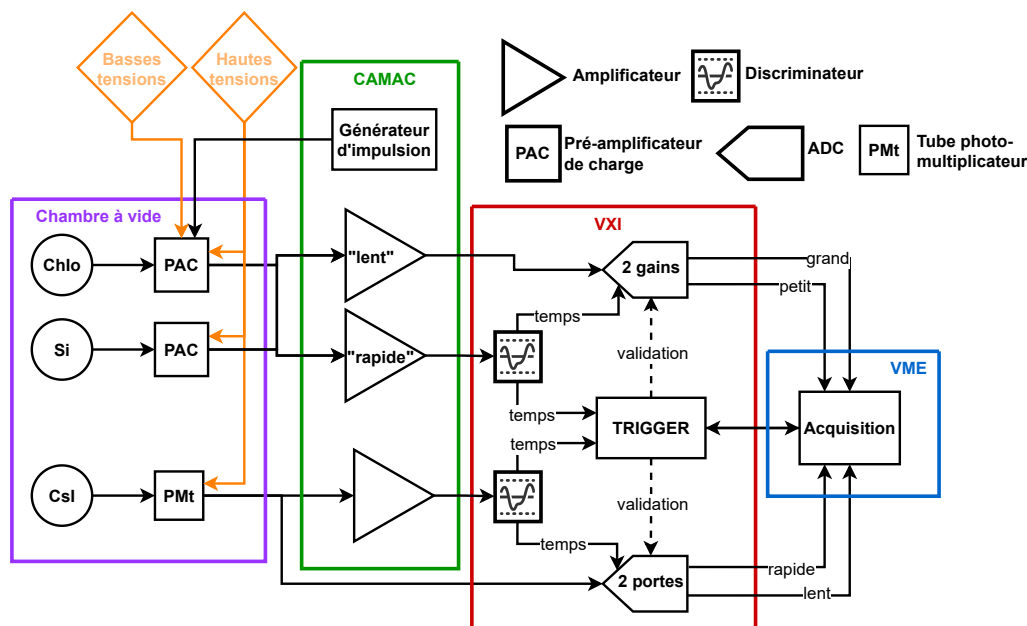 Basses
tensions
Hautes
tensions
CAMAC
Générateur
d'impulsion
Amplificateur
Discriminateur
PAC
Pré-amplificateur
de charge
ADC
PMt
Tube photo-
multiplicateur
Chambre à vide
VXI
Chlo
PAC
"lent"
2 gains
grand
petit
temps
Si
PAC
"rapide"
validation
VME
temps
TRIGGER
Acquisition
temps
CsI
PMt
validation
temps
2 portes
rapide
lent